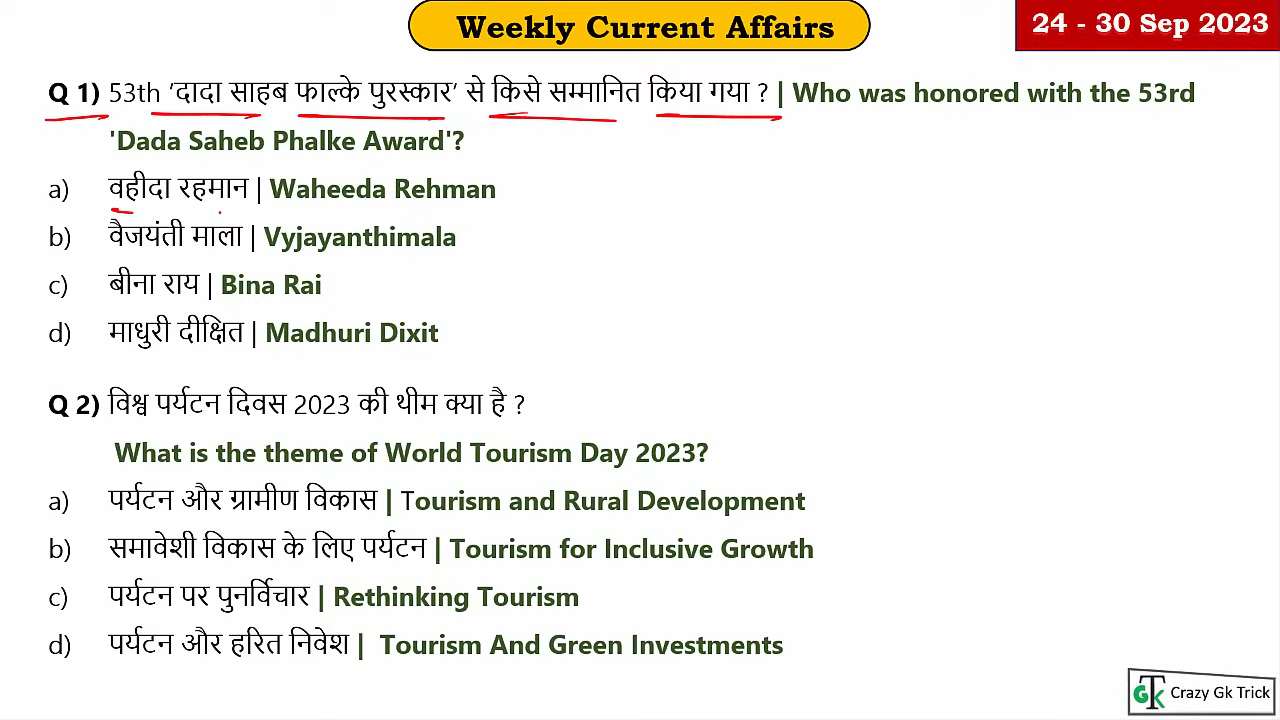 Weekly Current Affairs
24 - 30 Sep 2023
Q 1) 53th ‘दादा साहब फाल्के पुरस्कार’ से किसे सम्मानित किया गया ? | Who was honored with the 53rd
'Dada Saheb Phalke Award'?
a) वहीदा रहमान | Waheeda Rehman
b) वैजयंती माला | Vyjayanthimala
c) बीना राय | Bina Rai
d) माधुरी दीक्षित | Madhuri Dixit
Q 2) विश्व पर्यटन दिवस 2023 की थीम क्या है ?
What is the theme of World Tourism Day 2023?
a) पर्यटन और ग्रामीण विकास | Tourism and Rural Development
b) समावेशी विकास के लिए पर्यटन | Tourism for Inclusive Growth
c) पर्यटन पर पुनर्विचार | Rethinking Tourism
d) पर्यटन और हरित निवेश | Tourism And Green Investments
GTK Crazy Gk Trick